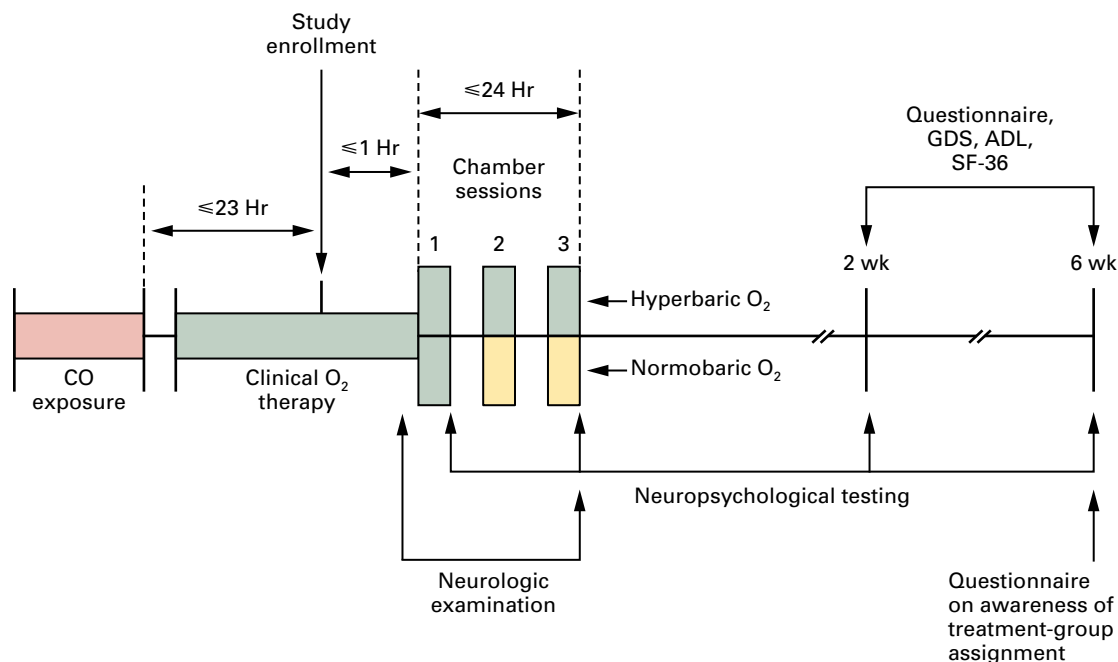 Study
enrollment
≤24 Hr
≤1 Hr
Chamber
sessions
Questionnaire,
GDS, ADL,
SF-36
≤23 Hr
1
2
3
2 wk
6 wk
Hyperbaric O₂
Normobaric O₂
CO
exposure
Clinical O₂
therapy
Neuropsychological testing
Neurologic
examination
Questionnaire
on awareness of
treatment-group
assignment